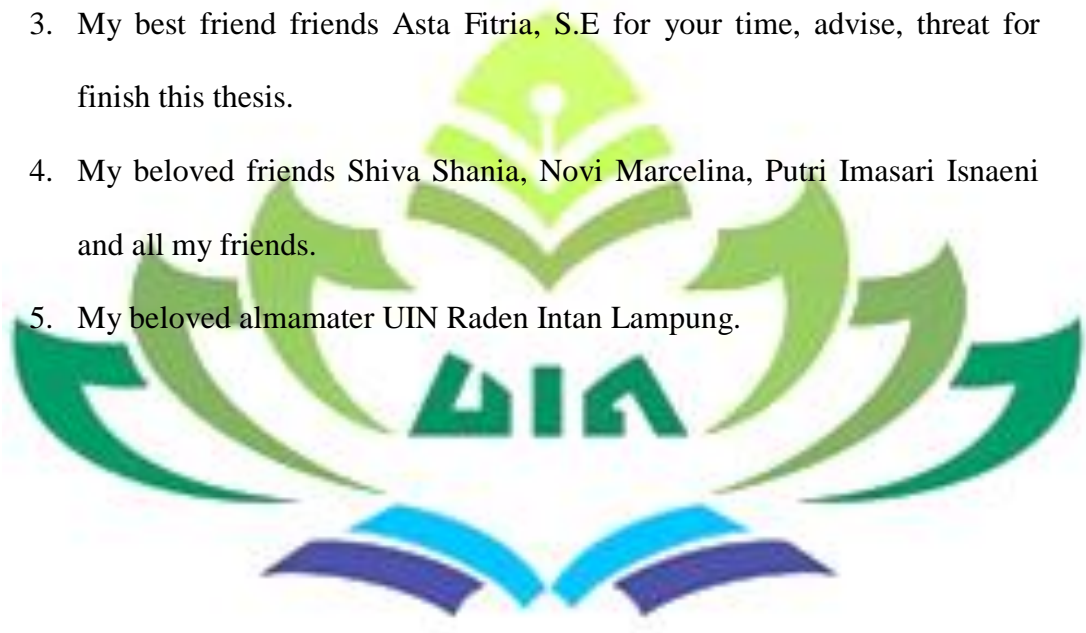 3. My best friend friends Asta Fitria, S.E for your time, advise, threat for
finish this thesis.
4. My beloved friends Shiva Shania, Novi Marcelina, Putri Imasari Isnaeni
and all my friends.
5. My beloved almamater UIN Raden Intan Lampung.
UIN